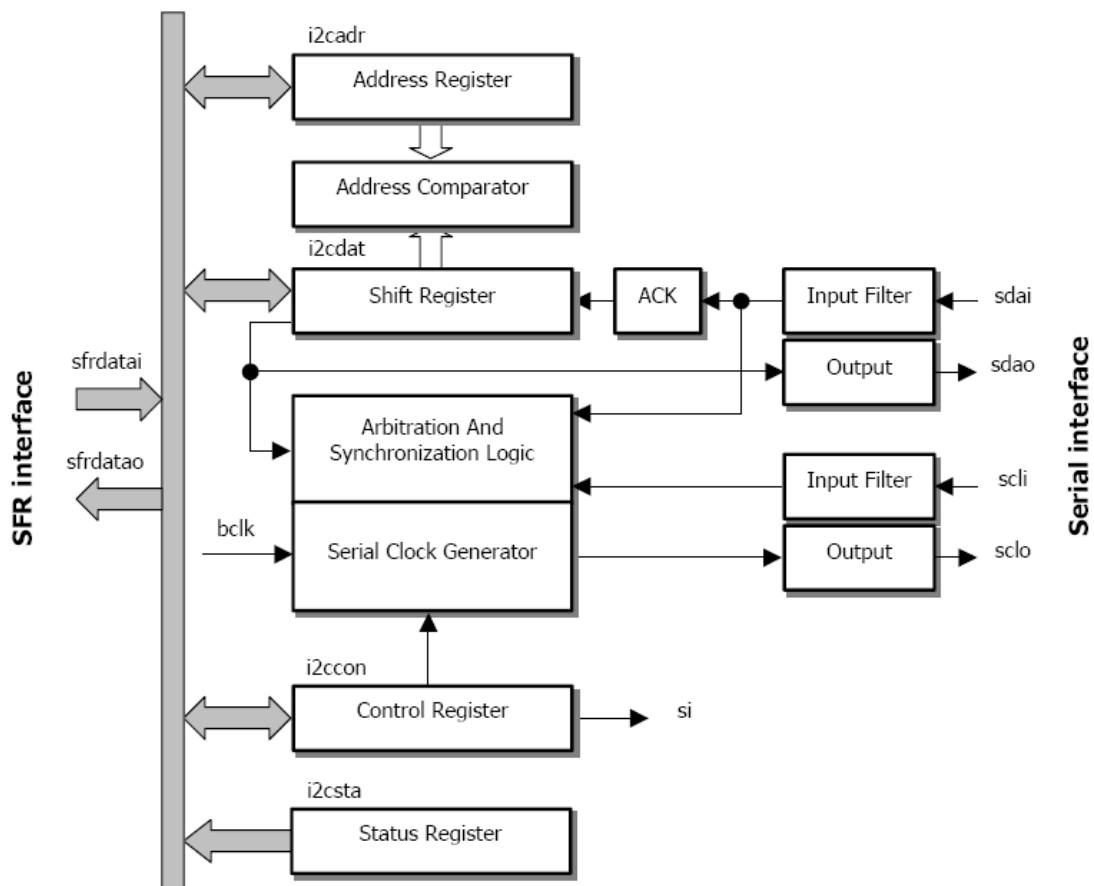 i2cadr
Address Register
Address Comparator
i2cdat
Shift Register
ACK
Input Filter
sdai
Output
sdao
sfrdatai
SFR interface
sfrdatao
Arbitration And
Synchronization Logic
Input Filter
scli
Serial interface
bclk
Serial Clock Generator
Output
sclo
i2ccon
Control Register
si
i2csta
Status Register